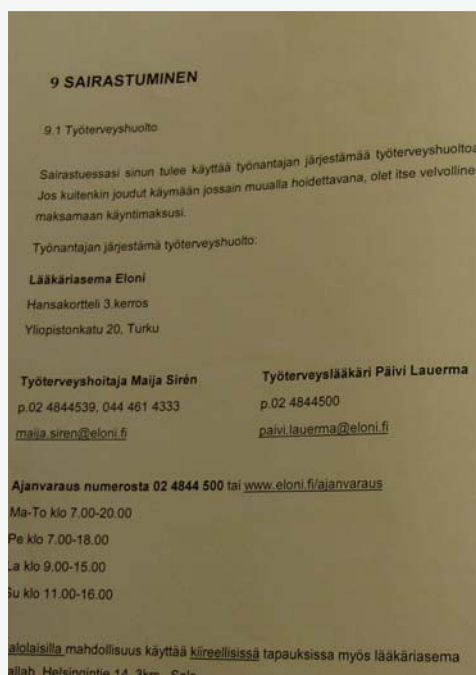 9 SAIRASTUMINEN
9.1 Työterveyshuolto
Sairastuessasi sinun tulee käyttää työnantajan järjestämää työterveyshuoltoa
Jos kuitenkin joudut käymään jossain muualla hoidettavana, olet itse velvolline
maksamaan käyntimaksusi.
Työnantajan järjestämä työterveyshuolto:
Lääkäriasema Eloni
Hansakortteli 3.kerros
Yliopistonkatu 20, Turku
Työterveyshoitaja Maija Sirén
p.02 4844539, 044 461 4333
maija.siren@eloni.fi
Työterveyslääkäri Päivi Lauerma
p.02 4844500
paivi.lauerma@eloni.fi
Ajanvaraus numerosta 02 4844 500 tai www.eloni.fi/ajanvaraus
Ma-To klo 7.00-20.00
Pe klo 7.00-18.00
La klo 9.00-15.00
Su klo 11.00-16.00
alolaisilla mahdollisuus käyttää kiireellisissä tapauksissa myös lääkäriasema
Helsingintie 14, 3krs, Salo